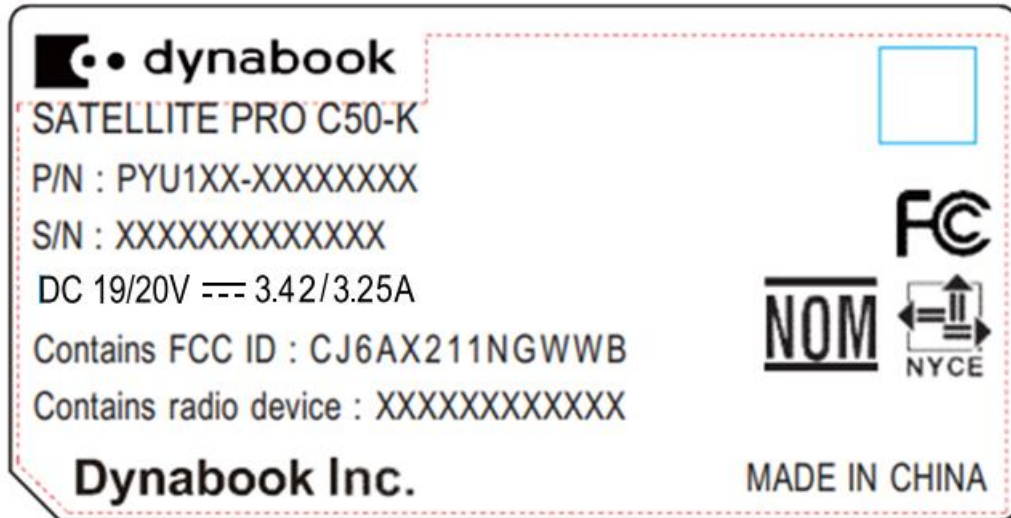 dynabook
SATELLITE PRO C50-K
P/N : PYU1XX-XXXXXXXX
S/N : XXXXXXXXXXXXX
DC 19/20V ⎓ 3.42/3.25A
Contains FCC ID : CJ6AX211NGWWB
Contains radio device : XXXXXXXXXXXX
FC
NOM
NYCE
Dynabook Inc.
MADE IN CHINA